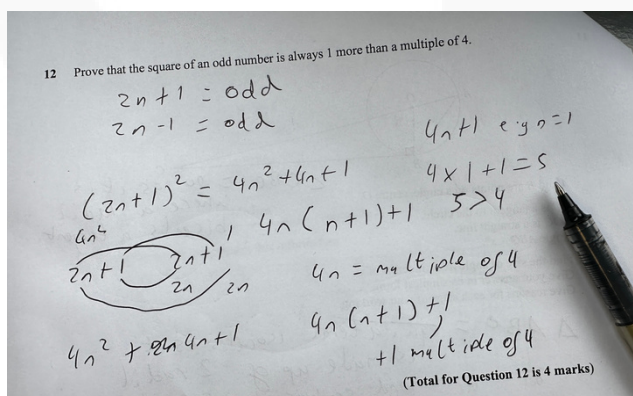 12 Prove that the square of an odd number is always 1 more than a multiple of 4.
2n+1 = odd
2n-1 = odd
(2n+1)² = 4n²+4n+1
4n(n+1)+1
4n+1 e.g n=1
4×1+1=5
5>4
2n+1 2n+1
1
2n 2n
4n² + 4n+1
4n = multiple of 4
4n(n+1)+1
+1 multiple of 4
(Total for Question 12 is 4 marks)